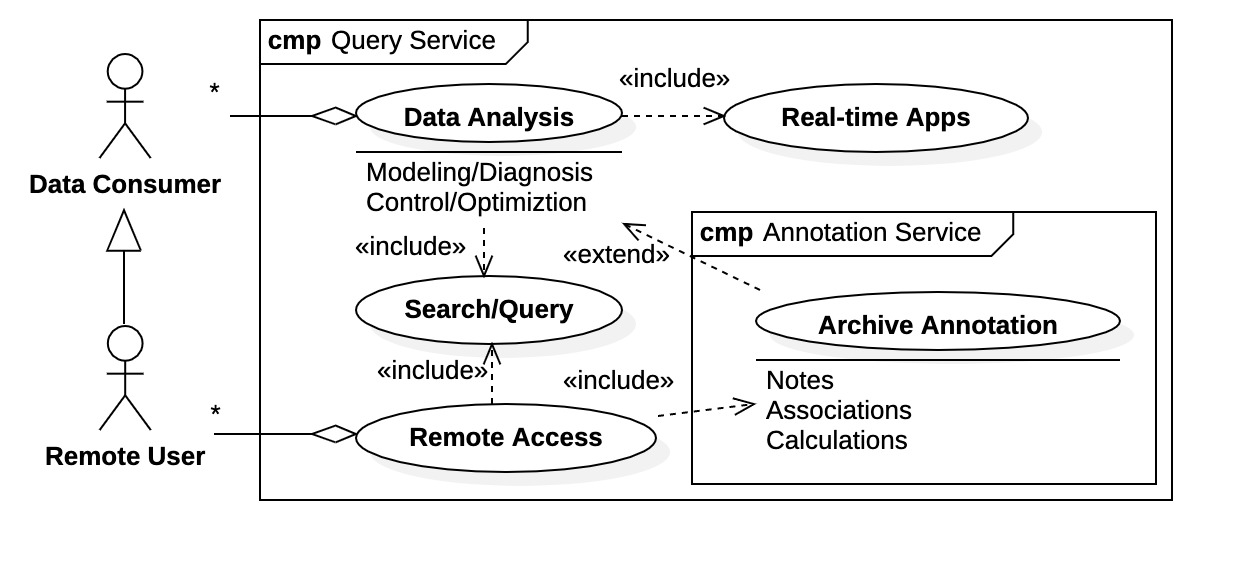 cmp Query Service
*
«include»
Data Analysis
Real-time Apps
Modeling/Diagnosis
Control/Optimiztion
Data Consumer
cmp Annotation Service
«include»
«extend»
Search/Query
Archive Annotation
«include»
«include»
Notes
Associations
Calculations
*
Remote Access
Remote User